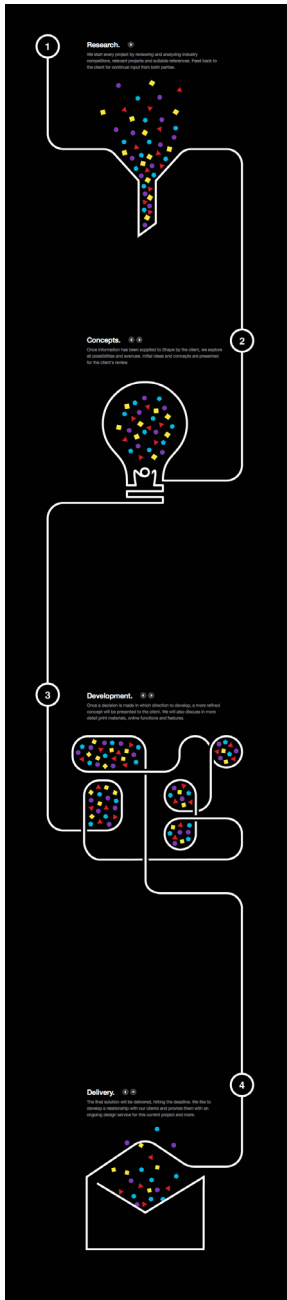 1
Research.
We start every project by reviewing and analyzing industry
competitors, relevant projects and suitable references. Feed back to
the client for continual input from both parties.
2
Concepts.
Once information has been supplied to Shape by the client, we explore
all possibilities and avenues. Initial ideas and concepts are presented
for the client's review.
3
Development.
Once a decision is made in which direction to develop, a more refined
concept will be presented to the client. We will also discuss in more
detail print materials, online functions and features.
4
Delivery.
The final solution will be delivered, hitting the deadline. We like to
develop a relationship with our clients and provide them with an
ongoing design service for this current project and more.